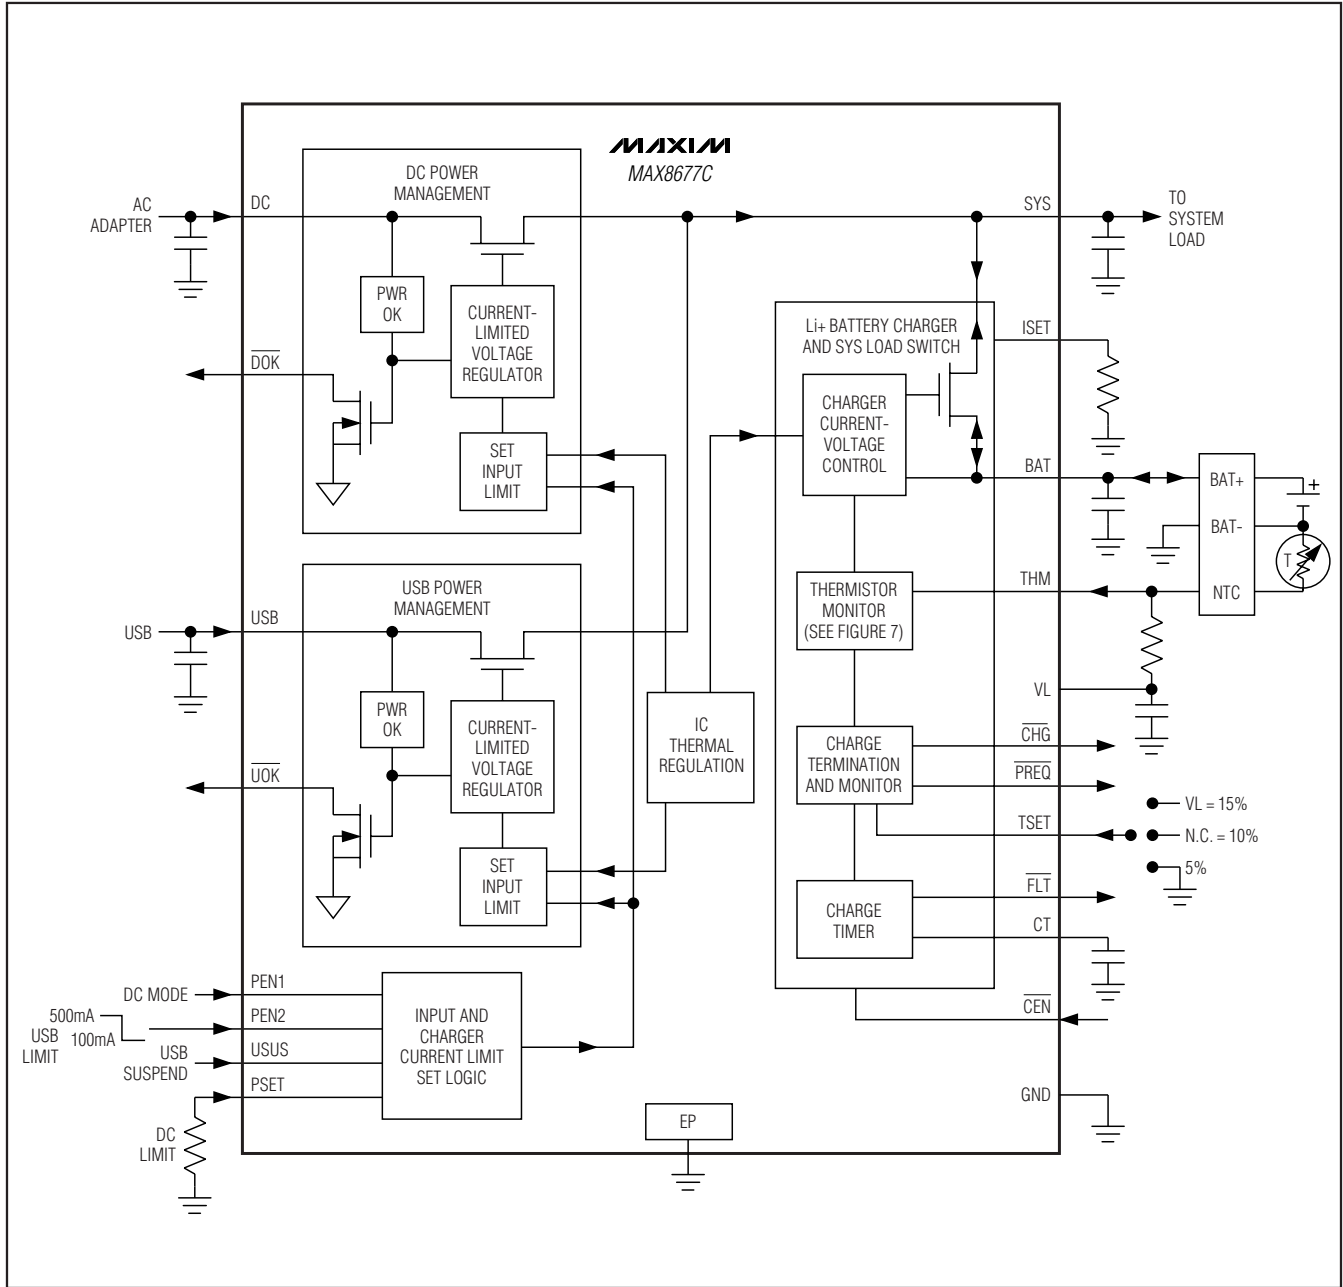 MAXIM
MAX8677C
DC POWER
MANAGEMENT
AC
ADAPTER
DC
PWR
OK
CURRENT-
LIMITED
VOLTAGE
REGULATOR
DOK
SET
INPUT
LIMIT
USB POWER
MANAGEMENT
USB
USB
PWR
OK
CURRENT-
LIMITED
VOLTAGE
REGULATOR
UOK
SET
INPUT
LIMIT
IC
THERMAL
REGULATION
DC MODE
PEN1
500mA
100mA
USB
LIMIT
PEN2
USB
SUSPEND
USUS
PSET
DC
LIMIT
INPUT AND
CHARGER
CURRENT LIMIT
SET LOGIC
EP
Li+ BATTERY CHARGER
AND SYS LOAD SWITCH
CHARGER
CURRENT-
VOLTAGE
CONTROL
THERMISTOR
MONITOR
(SEE FIGURE 7)
CHARGE
TERMINATION
AND MONITOR
CHARGE
TIMER
SYS
TO
SYSTEM
LOAD
ISET
BAT
BAT+
+
BAT-
T
NTC
THM
VL
CHG
PREQ
TSET
VL = 15%
N.C. = 10%
5%
FLT
CT
CEN
GND